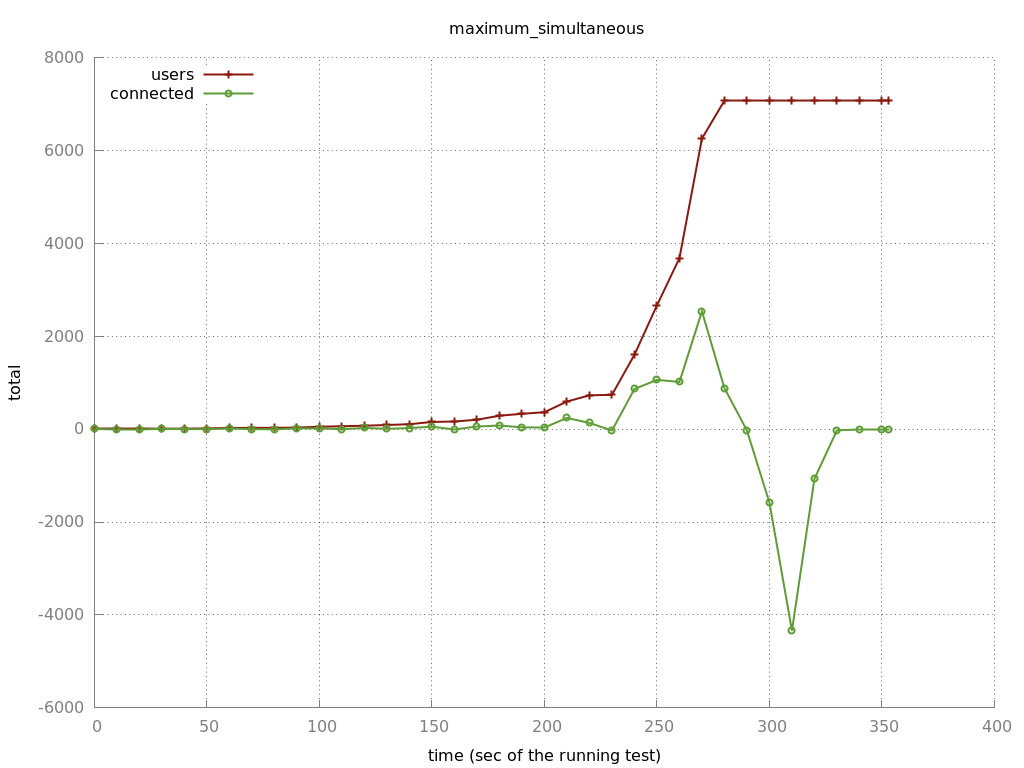 maximum_simultaneous
users
connected
8000
6000
4000
2000
0
-2000
-4000
-6000
total
0 50 100 150 200 250 300 350 400
time (sec of the running test)